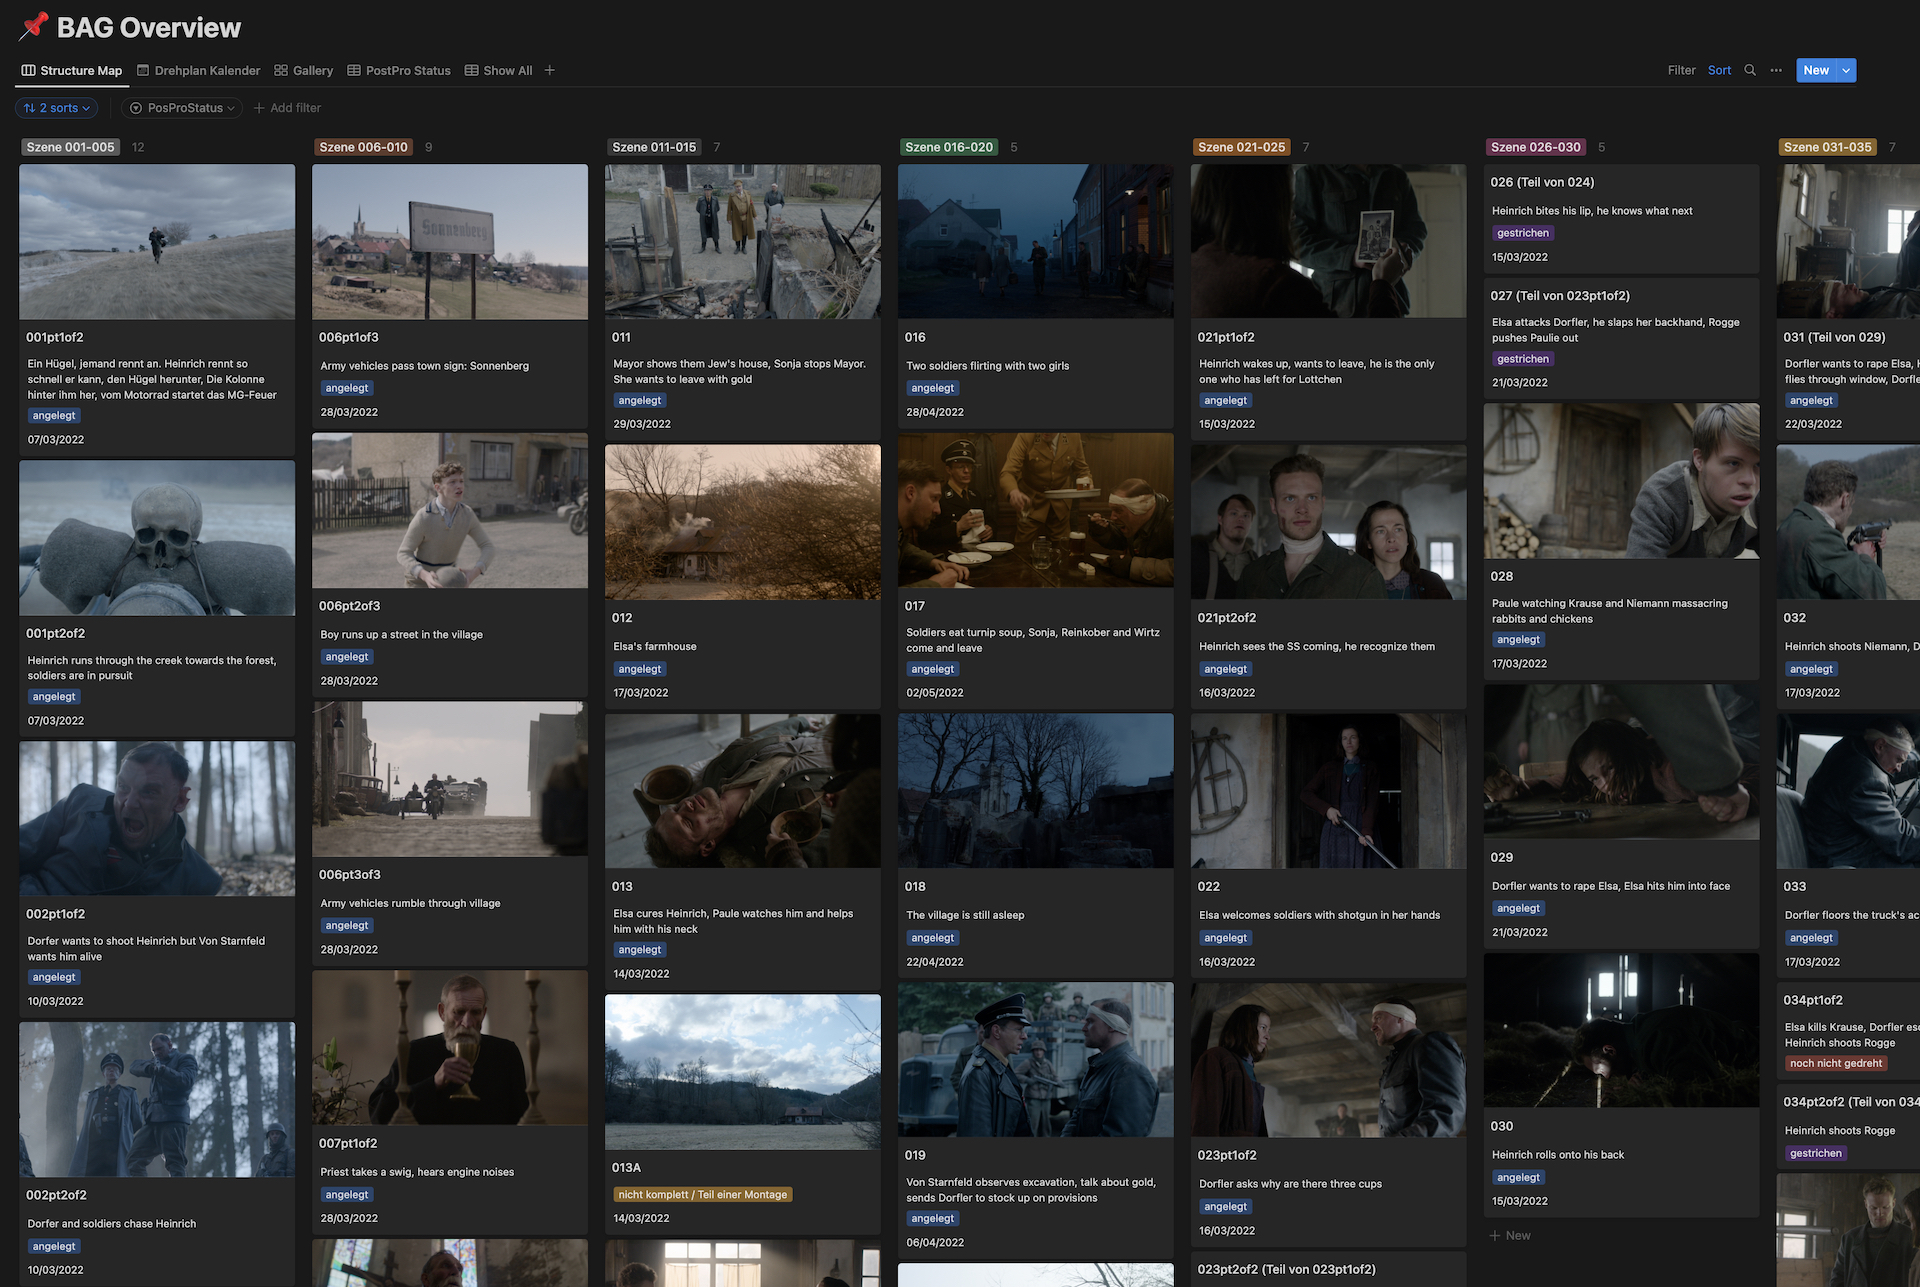 BAG Overview
Structure Map
Drehplan Kalender
Gallery
PostPro Status
Show All
Filter
Sort
New
2 sorts
PosProStatus
Add filter
Szene 001-005 12
001pt1of2
Ein Hügel, jemand rennt an. Heinrich rennt so
schnell er kann, den Hügel herunter, Die Kolonne
hinter ihm her, vom Motorrad startet das MG-Feuer
angelegt
07/03/2022
001pt2of2
Heinrich runs through the creek towards the forest,
soldiers are in pursuit
angelegt
07/03/2022
002pt1of2
Dorfer wants to shoot Heinrich but Von Starnfeld
wants him alive
angelegt
10/03/2022
002pt2of2
Dorfer and soldiers chase Heinrich
angelegt
10/03/2022
Szene 006-010 9
Sonnenberg
006pt1of3
Army vehicles pass town sign: Sonnenberg
angelegt
28/03/2022
006pt2of3
Boy runs up a street in the village
angelegt
28/03/2022
006pt3of3
Army vehicles rumble through village
angelegt
28/03/2022
007pt1of2
Priest takes a swig, hears engine noises
angelegt
28/03/2022
Szene 011-015 7
011
Mayor shows them Jew's house, Sonja stops Mayor.
She wants to leave with gold
angelegt
29/03/2022
012
Elsa's farmhouse
angelegt
17/03/2022
013
Elsa cures Heinrich, Paule watches him and helps
him with his neck
angelegt
14/03/2022
013A
nicht komplett / Teil einer Montage
14/03/2022
Szene 016-020 5
016
Two soldiers flirting with two girls
angelegt
28/04/2022
017
Soldiers eat turnip soup, Sonja, Reinkober and Wirtz
come and leave
angelegt
02/05/2022
018
The village is still asleep
angelegt
22/04/2022
019
Von Starnfeld observes excavation, talk about gold,
sends Dorfler to stock up on provisions
angelegt
06/04/2022
Szene 021-025 7
021pt1of2
Heinrich wakes up, wants to leave, he is the only
one who has left for Lottchen
angelegt
15/03/2022
021pt2of2
Heinrich sees the SS coming, he recognize them
angelegt
16/03/2022
022
Elsa welcomes soldiers with shotgun in her hands
angelegt
16/03/2022
023pt1of2
Dorfler asks why are there three cups
angelegt
16/03/2022
023pt2of2 (Teil von 023pt1of2)
Szene 026-030 5
026 (Teil von 024)
Heinrich bites his lip, he knows what next
gestrichen
15/03/2022
027 (Teil von 023pt1of2)
Elsa attacks Dorfler, he slaps her backhand, Rogge
pushes Paulie out
gestrichen
21/03/2022
028
Paule watching Krause and Niemann massacring
rabbits and chickens
angelegt
17/03/2022
029
Dorfler wants to rape Elsa, Elsa hits him into face
angelegt
21/03/2022
030
Heinrich rolls onto his back
angelegt
15/03/2022
New
Szene 031-035 7
031 (Teil von 029)
Dorfler wants to rape Elsa, H
flies through window, Dorfle
angelegt
22/03/2022
032
Heinrich shoots Niemann, D
angelegt
17/03/2022
033
Dorfler floors the truck's ac
angelegt
17/03/2022
034pt1of2
Elsa kills Krause, Dorfler esc
Heinrich shoots Rogge
noch nicht gedreht
034pt2of2 (Teil von 034
Heinrich shoots Rogge
gestrichen